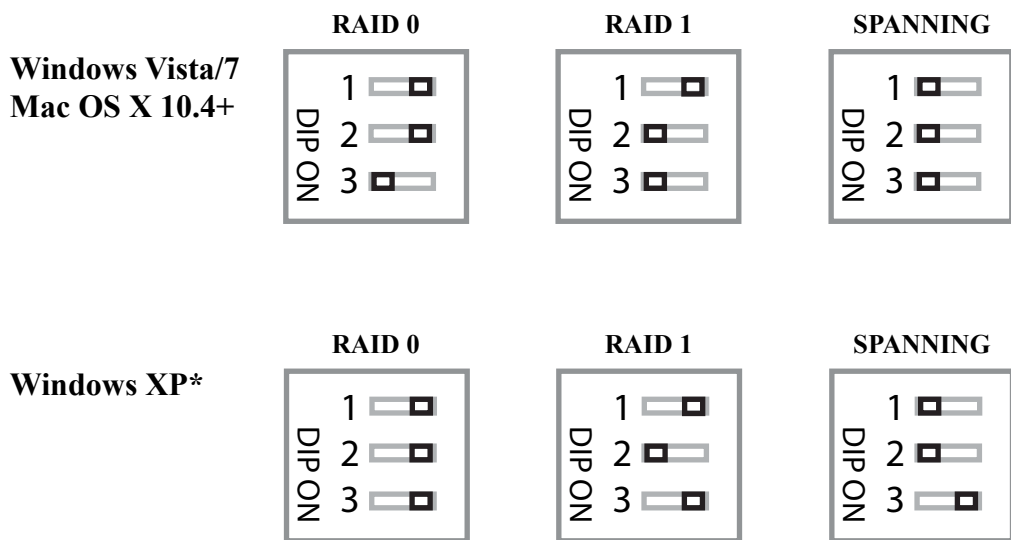 RAID 0 RAID 1 SPANNING
Windows Vista/7
Mac OS X 10.4+
1
2
3
DIP ON
1
2
3
DIP ON
1
2
3
DIP ON
RAID 0 RAID 1 SPANNING
Windows XP*
1
2
3
DIP ON
1
2
3
DIP ON
1
2
3
DIP ON